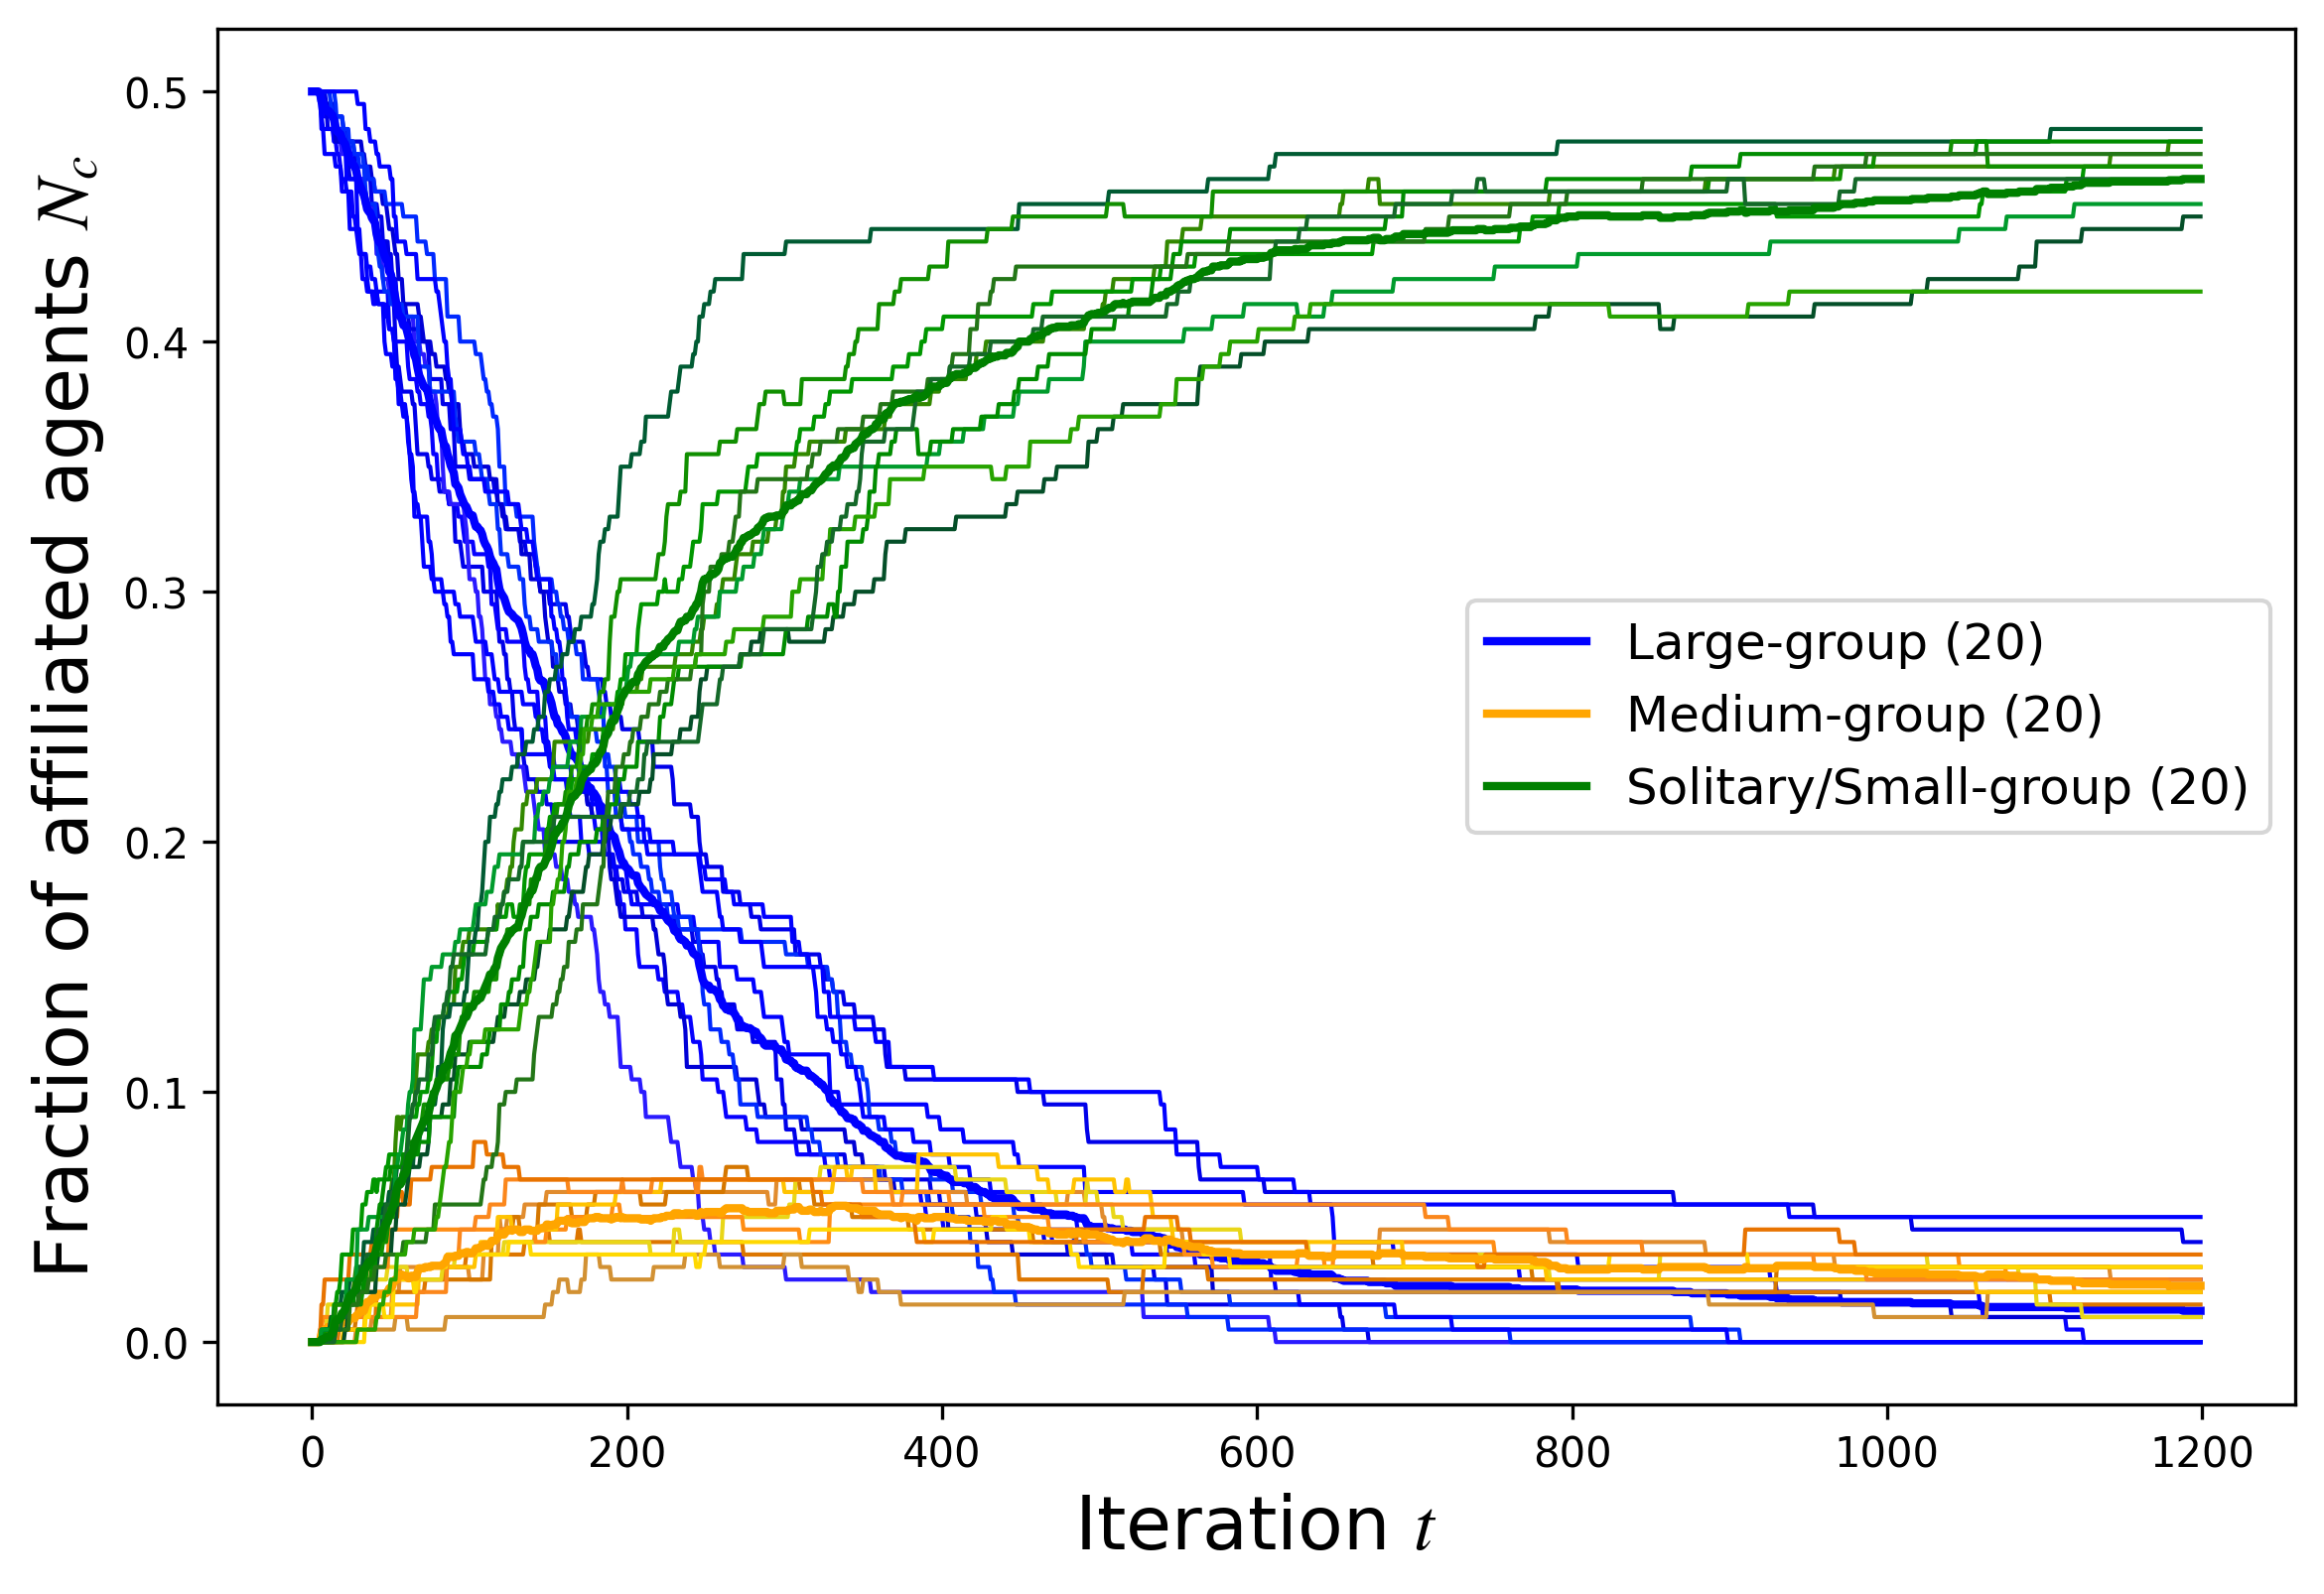 Fraction of affiliated agents N_c
0.5
0.4
0.3
0.2
0.1
0.0
Large-group (20)
Medium-group (20)
Solitary/Small-group (20)
0 200 400 600 800 1000 1200
Iteration t